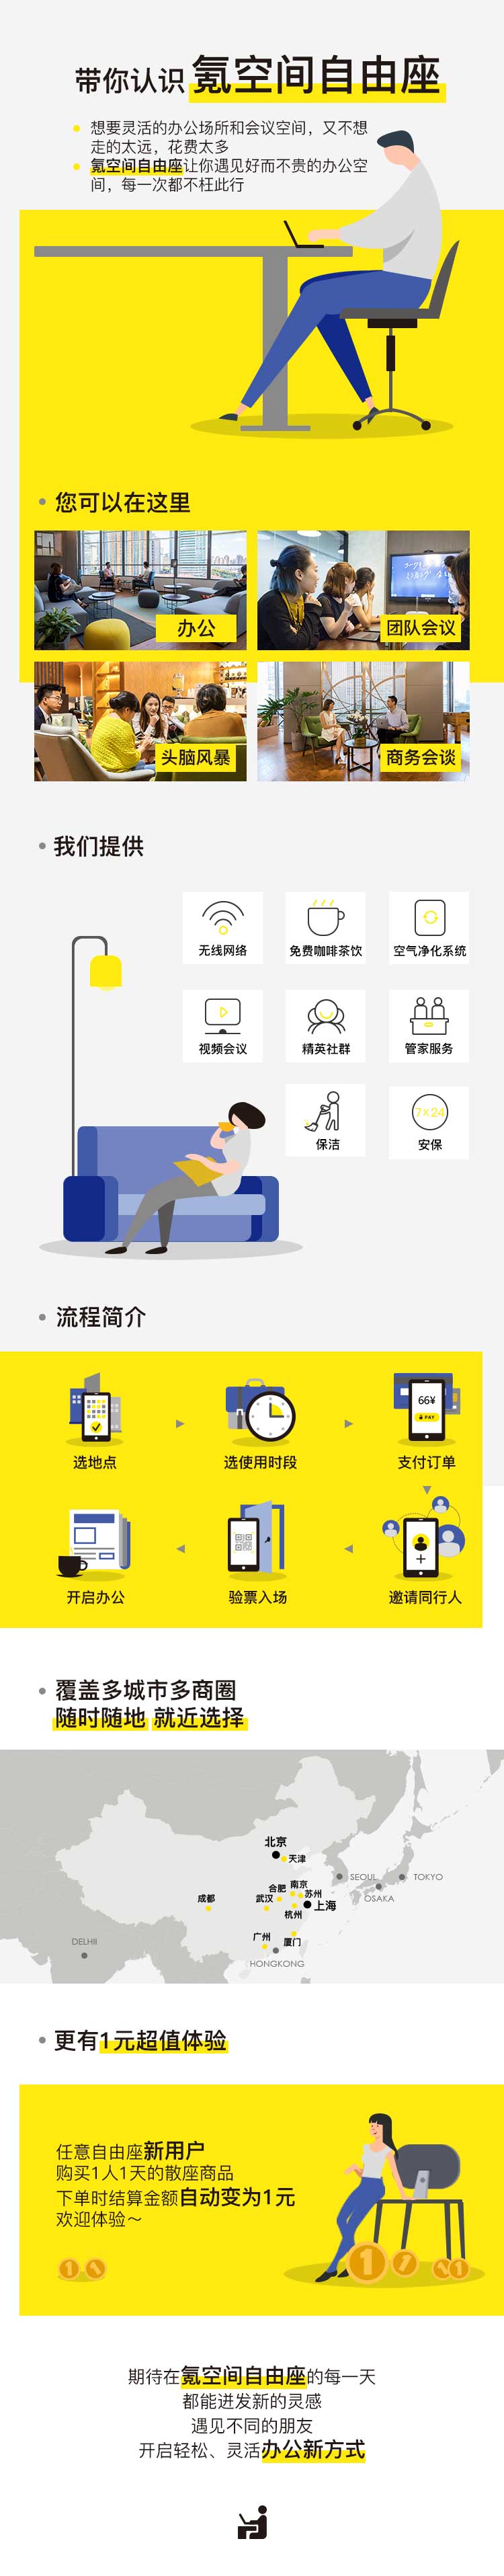 带你认识 氪空间自由座
想要灵活的办公场所和会议空间，又不想
走的太远，花费太多
氪空间自由座让你遇见好而不贵的办公空
间，每一次都不枉此行
您可以在这里
办公
团队会议
头脑风暴
商务会谈
我们提供
无线网络
免费咖啡茶饮
空气净化系统
视频会议
精英社群
管家服务
保洁
7×24
安保
流程简介
66¥
PAY
选地点
选使用时段
支付订单
开启办公
验票入场
邀请同行人
覆盖多城市多商圈
随时随地 就近选择
北京
天津
SEOUL
TOKYO
OSAKA
成都
合肥
南京
苏州
武汉
上海
杭州
广州
厦门
DELHII
HONGKONG
更有1元超值体验
任意自由座新用户
购买1人1天的散座商品
下单时结算金额自动变为1元
欢迎体验～
1
1
1
1
1
1
期待在氪空间自由座的每一天
都能迸发新的灵感
遇见不同的朋友
开启轻松、灵活办公新方式